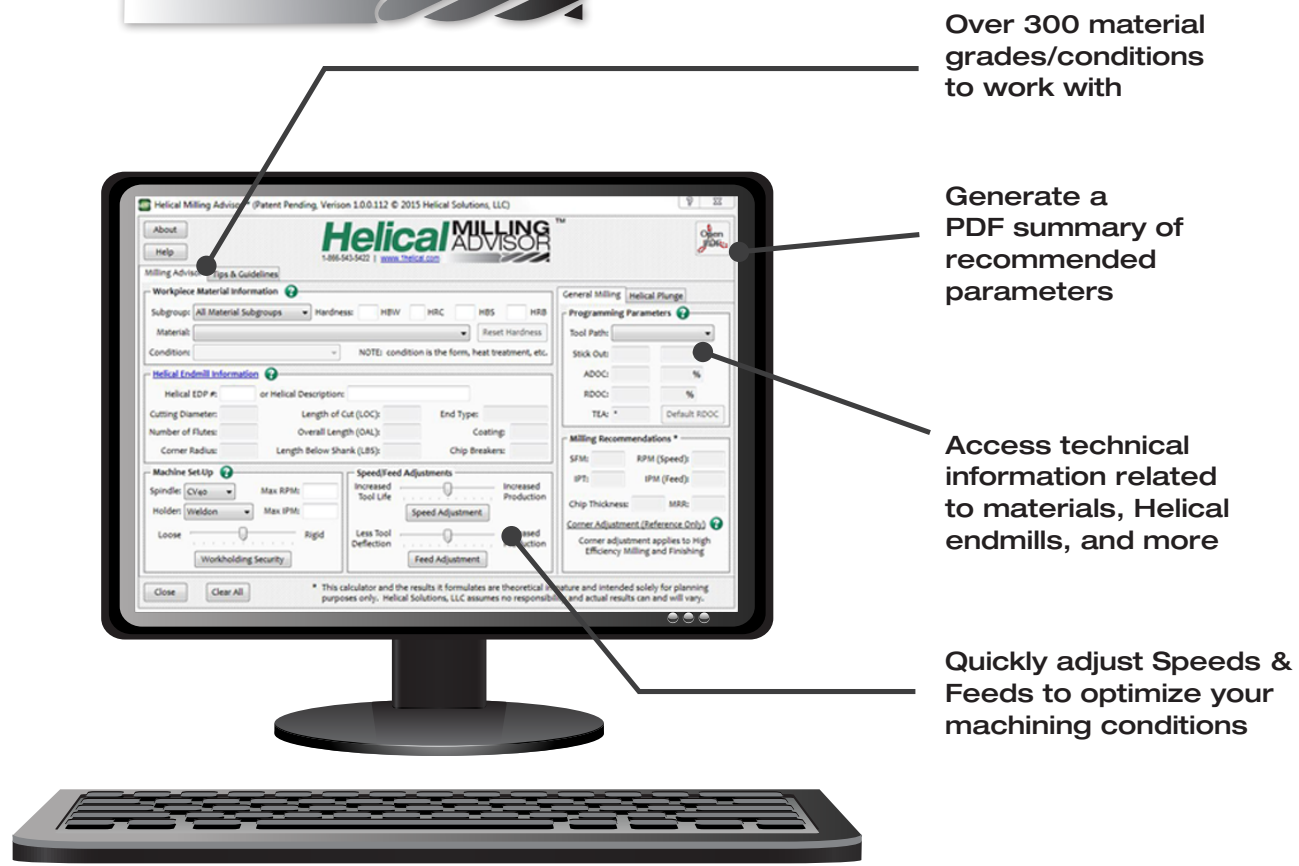 Over 300 material
grades/conditions
to work with
Generate a
PDF summary of
recommended
parameters
Access technical
information related
to materials, Helical
endmills, and more
Quickly adjust Speeds &
Feeds to optimize your
machining conditions
Helical Milling Advisor™ (Patent Pending, Verison 1.0.0.112 © 2015 Helical Solutions, LLC)
About
Help
Helical MILLING ADVISOR ™
1-866-543-5422 | www.7helical.com
Open PDF
Milling Advisor Tips & Guidelines
Workpiece Material Information ?
Subgroup: All Material Subgroups Hardness: HBW HRC HBS HRB
Material: Reset Hardness
Condition: NOTE: condition is the form, heat treatment, etc.
Helical Endmill Information ?
Helical EDP #: or Helical Description:
Cutting Diameter: Length of Cut (LOC): End Type:
Number of Flutes: Overall Length (OAL): Coating:
Corner Radius: Length Below Shank (LBS): Chip Breakers:
Machine Set-Up ?
Spindle: CV40 Max RPM:
Holder: Weldon Max IPM:
Loose Rigid
Workholding Security
Speed/Feed Adjustments
Increased Tool Life Increased Production
Speed Adjustment
Less Tool Deflection
Feed Adjustment
General Milling Helical Plunge
Programming Parameters ?
Tool Path:
Stick Out:
ADOC: %
RDOC: %
TEA: * Default RDOC
Milling Recommendations *
SFM: RPM (Speed):
IPT: IPM (Feed):
Chip Thickness: MRR:
Corner Adjustment (Reference Only) ?
Corner adjustment applies to High
Efficiency Milling and Finishing
Close Clear All
* This calculator and the results it formulates are theoretical in nature and intended solely for planning
purposes only. Helical Solutions, LLC assumes no responsibility and actual results can and will vary.